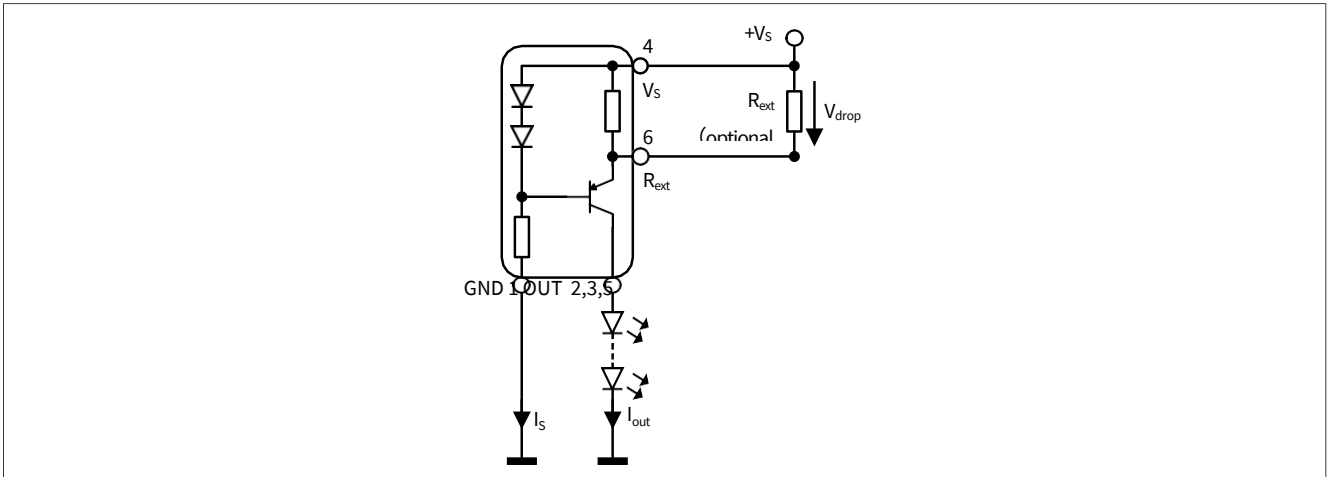 +VS
4
VS
Rext
Vdrop
(optional
6
Rext
GND 1 OUT 2,3,5
IS
Iout